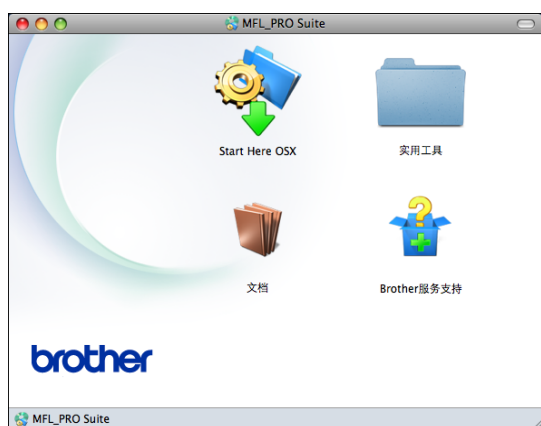 MFL_PRO Suite
Start Here OSX
实用工具
文档
Brother服务支持
brother
MFL_PRO Suite